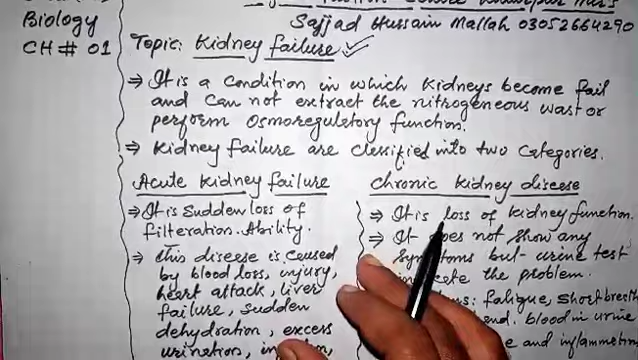 Biology
CH # 01
Sajjad Hussain Mallah 03052664290
Topic: Kidney failure
⇒ It is a condition in which kidneys become fail
and can not extract the nitrogeneous wast or
perform Osmoregulatory function.
⇒ Kidney failure are classified into two categories.
Acute Kidney failure
⇒ It is Sudden loss of
filteration Ability.
⇒ this diseese is caused
by blood loss, injury,
heart attack, liver
failure, sudden
dehydration, excess
urination,
Chronic Kidney disease
⇒ It is loss of kidney function.
⇒ It does not show any
symptoms but urine test
the problem.
: fatigue, short breath
blood in urine
and inflammation